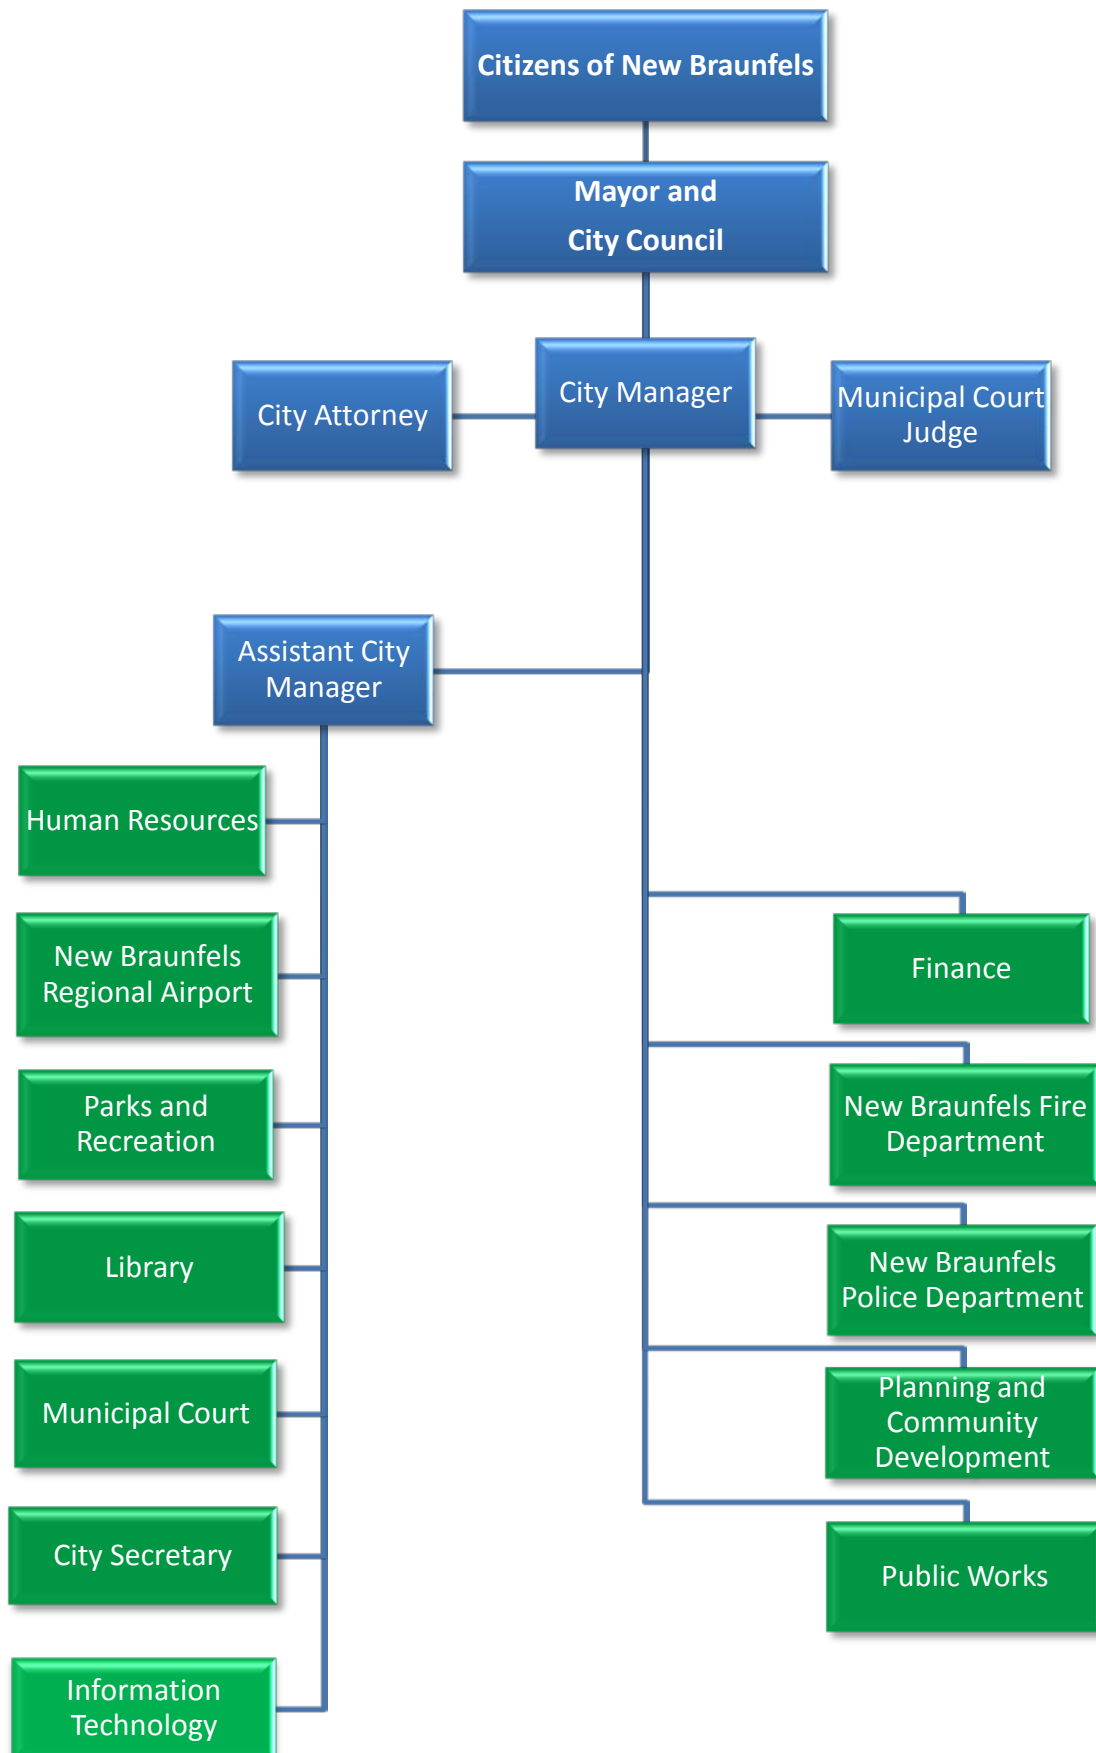 Citizens of New Braunfels
Mayor and
City Council
City Attorney
City Manager
Municipal Court
Judge
Assistant City
Manager
Human Resources
New Braunfels
Regional Airport
Parks and
Recreation
Library
Municipal Court
City Secretary
Information
Technology
Finance
New Braunfels Fire
Department
New Braunfels
Police Department
Planning and
Community
Development
Public Works